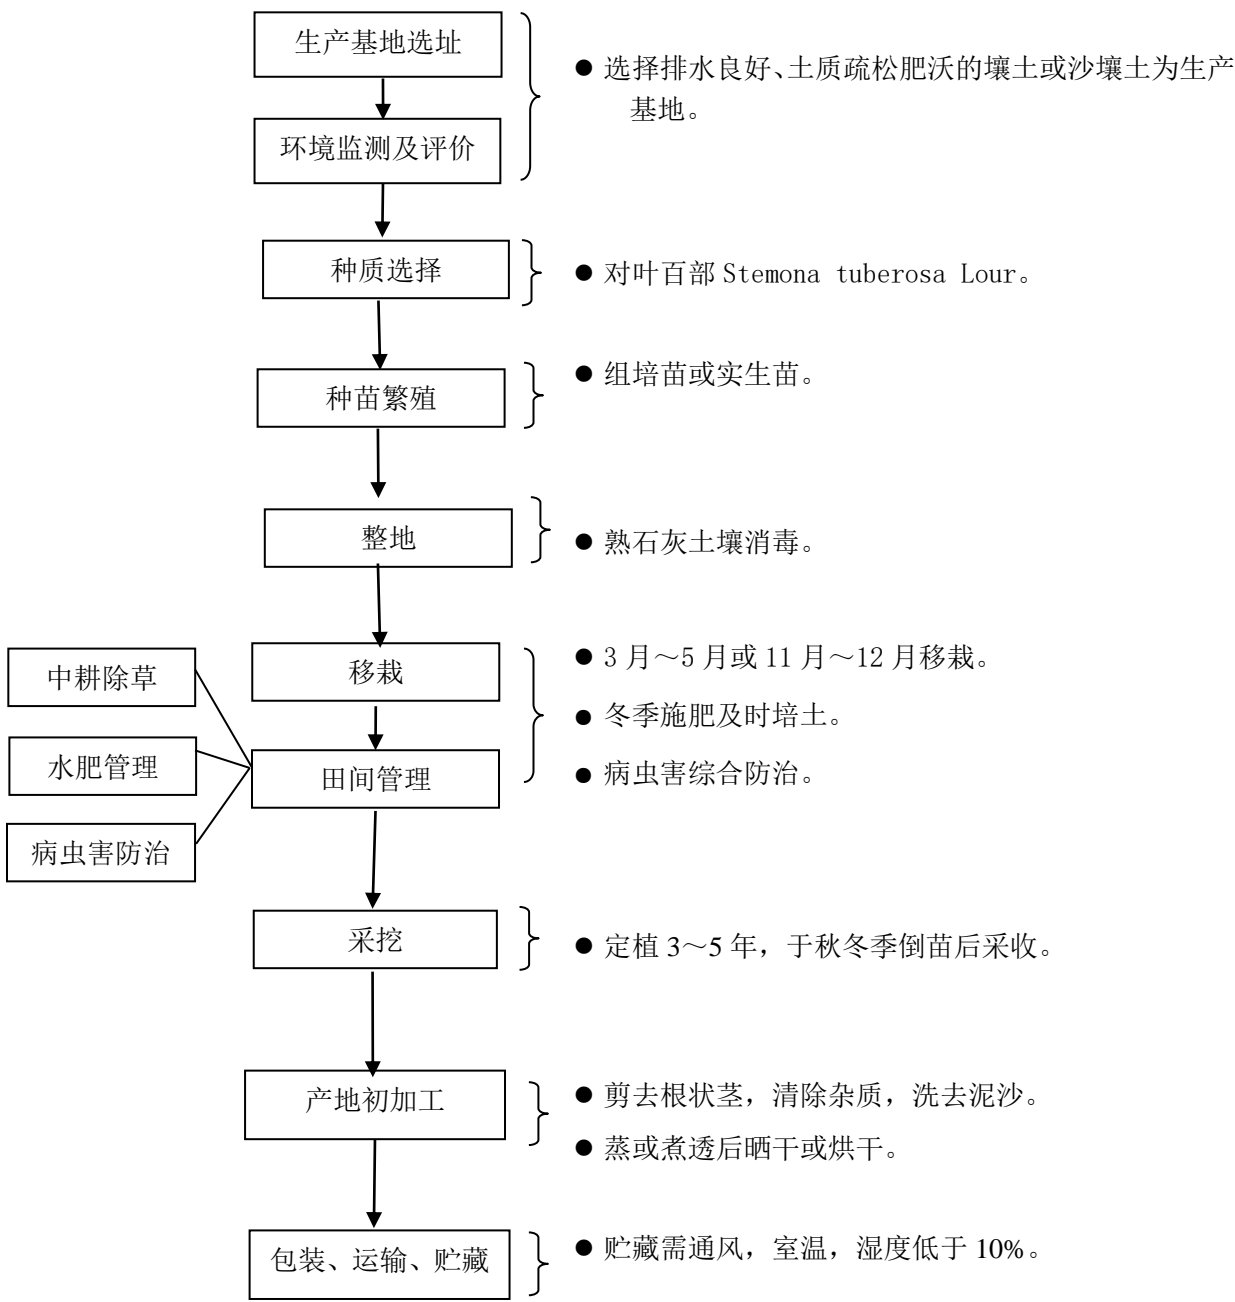 生产基地选址
● 选择排水良好、土质疏松肥沃的壤土或沙壤土为生产
基地。
环境监测及评价
种质选择
● 对叶百部 Stemona tuberosa Lour。
种苗繁殖
● 组培苗或实生苗。
整地
● 熟石灰土壤消毒。
移栽
● 3 月～5 月或 11 月～12 月移栽。
中耕除草
● 冬季施肥及时培土。
水肥管理
田间管理
● 病虫害综合防治。
病虫害防治
采挖
● 定植 3～5 年，于秋冬季倒苗后采收。
产地初加工
● 剪去根状茎，清除杂质，洗去泥沙。
● 蒸或煮透后晒干或烘干。
包装、运输、贮藏
● 贮藏需通风，室温，湿度低于 10%。